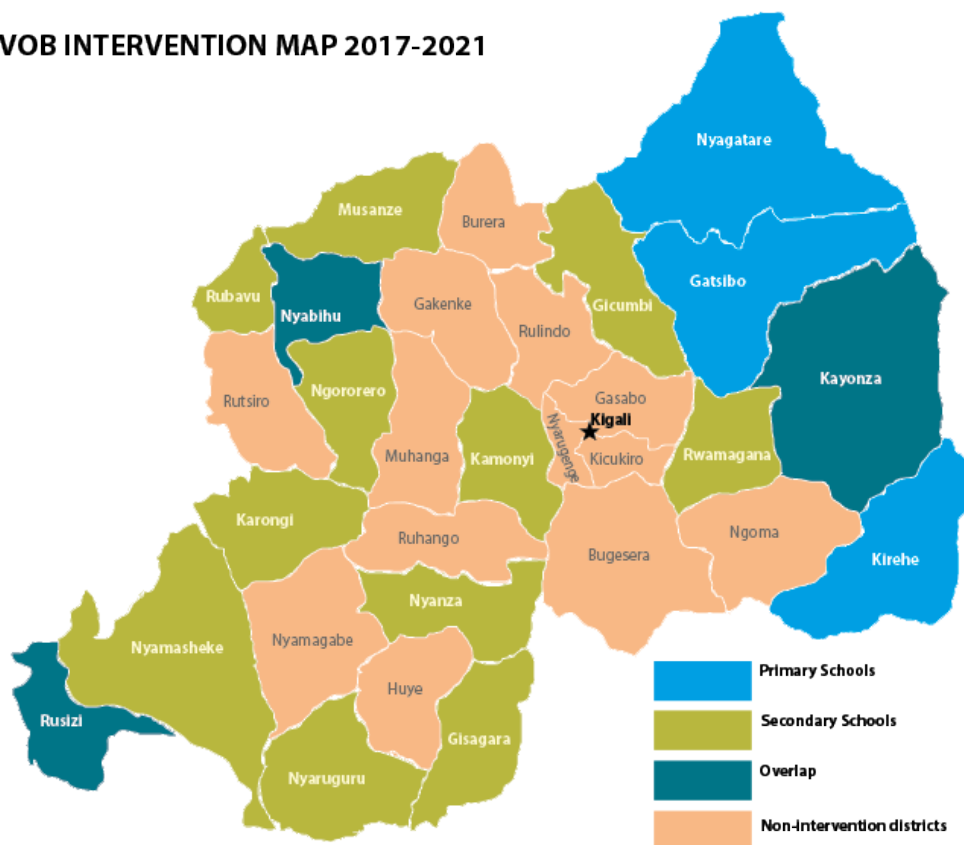 VOB INTERVENTION MAP 2017-2021
Nyagatare
Musanze
Burera
Gatsibo
Rubavu
Nyabihu
Gakenke
Gicumbi
Rulindo
Kayonza
Rutsiro
Ngororero
Gasabo
Kigali
Nyarugenge
Muhanga
Kamonyi
Kicukiro
Rwamagana
Karongi
Ruhango
Bugesera
Ngoma
Kirehe
Nyanza
Nyamasheke
Nyamagabe
Huye
Rusizi
Gisagara
Nyaruguru
Primary Schools
Secondary Schools
Overlap
Non-intervention districts